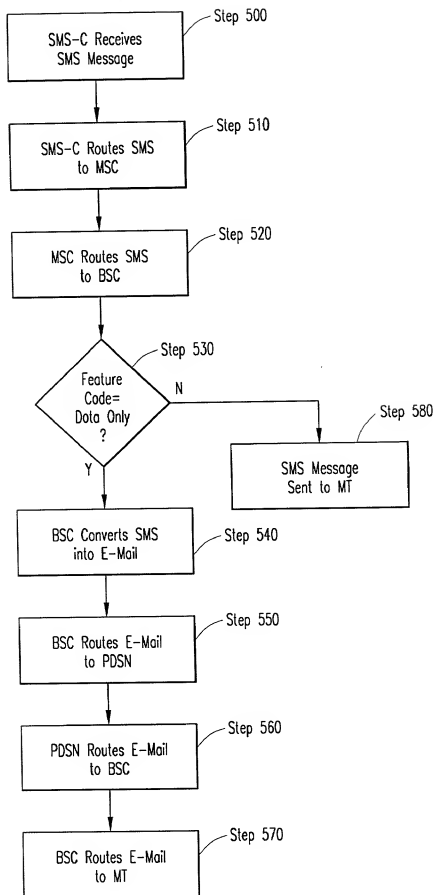 Step 500
SMS-C Receives
SMS Message
Step 510
SMS-C Routes SMS
to MSC
Step 520
MSC Routes SMS
to BSC
Step 530
Feature
Code=
Data Only
?
N
Y
Step 580
SMS Message
Sent to MT
Step 540
BSC Converts SMS
into E-Mail
Step 550
BSC Routes E-Mail
to PDSN
Step 560
PDSN Routes E-Mail
to BSC
Step 570
BSC Routes E-Mail
to MT